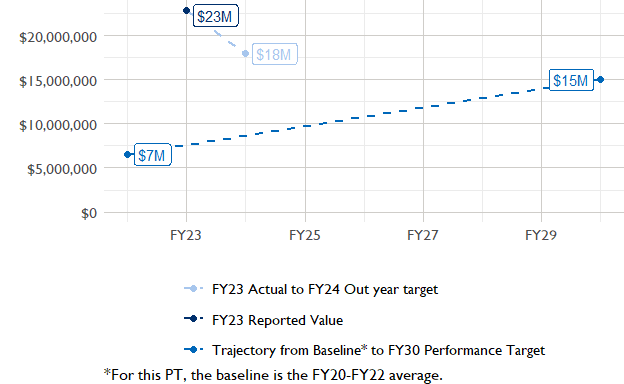 $23M
$20,000,000
$18M
$15,000,000
$15M
$10,000,000
$7M
$5,000,000
$0
FY23 FY25 FY27 FY29
FY23 Actual to FY24 Out year target
FY23 Reported Value
Trajectory from Baseline* to FY30 Performance Target
*For this PT, the baseline is the FY20-FY22 average.